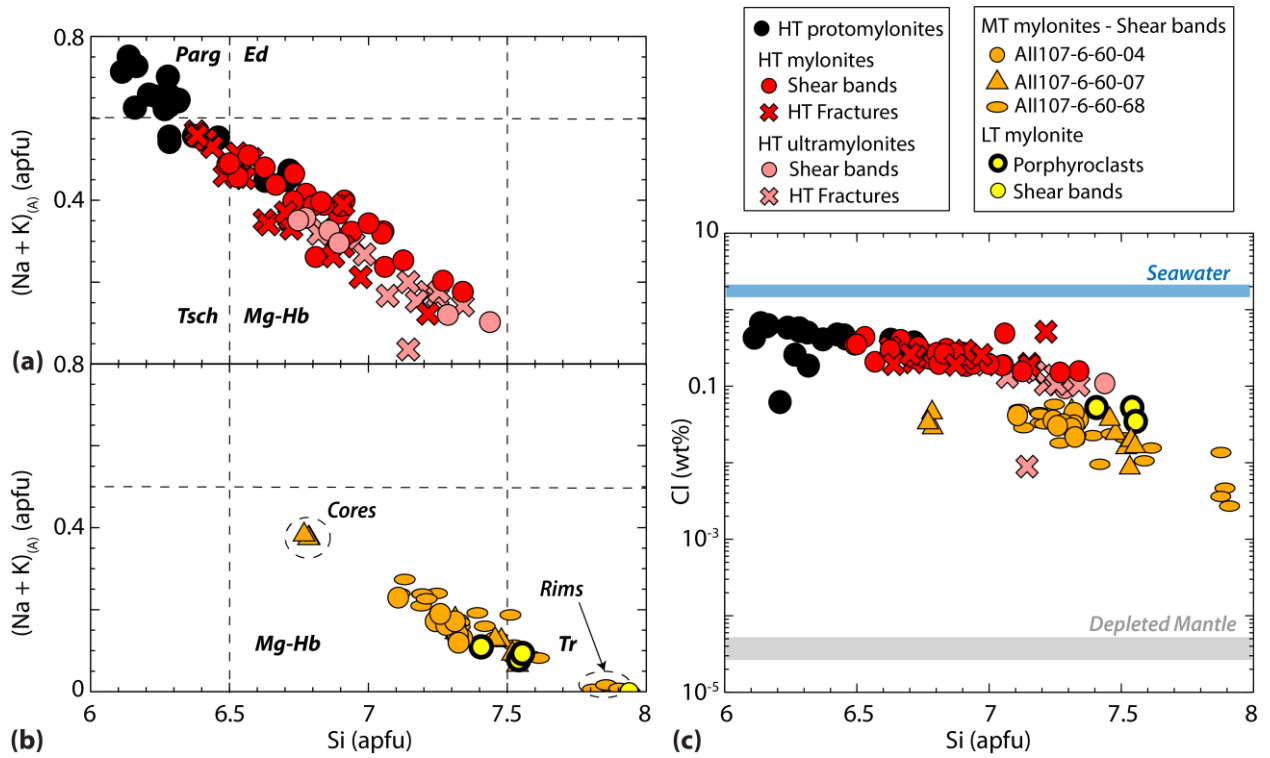 0.8
0.4
0.8
(Na + K)(A) (apfu)
Parg
Ed
Tsch
Mg-Hb
(a)
HT protomylonites
HT mylonites
Shear bands
HT Fractures
HT ultramylonites
Shear bands
HT Fractures
MT mylonites - Shear bands
AII107-6-60-04
AII107-6-60-07
AII107-6-60-68
LT mylonite
Porphyroclasts
Shear bands
(Na + K)(A) (apfu)
0.4
0
Cores
Rims
Mg-Hb
Tr
6
6.5
7
7.5
8
(b)
Si (apfu)
10
0.1
10-3
10-5
Cl (wt%)
Seawater
Depleted Mantle
6
6.5
7
7.5
8
(c)
Si (apfu)